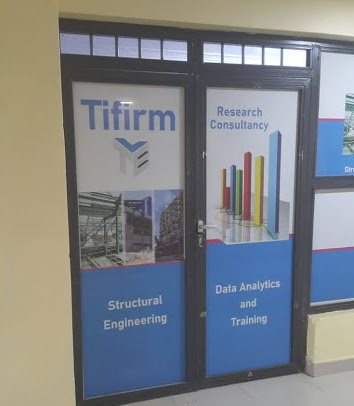 Tifirm
Structural
Engineering
Research
Consultancy
Data Analytics
and
Training